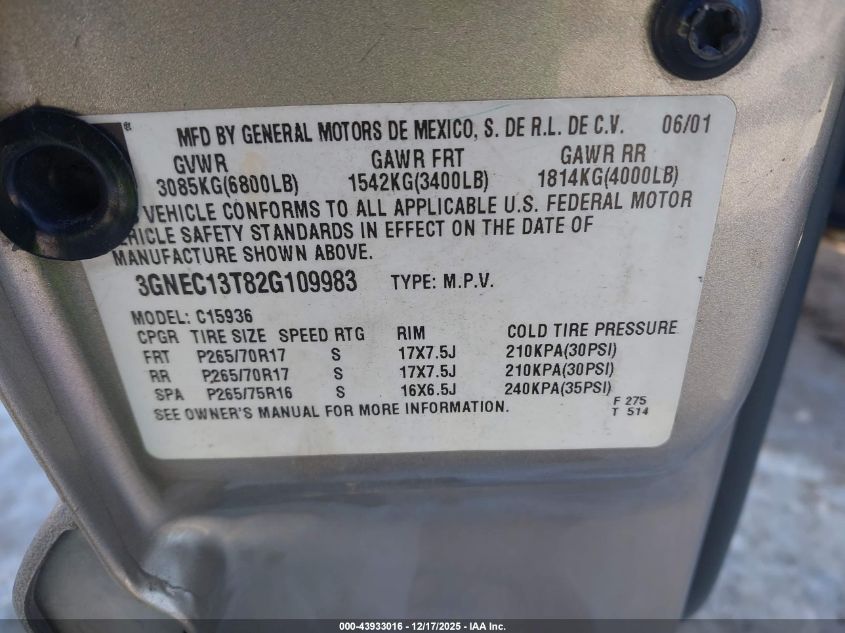 MFD BY GENERAL MOTORS DE MEXICO, S. DE R.L. DE C.V. 06/01
GVWR GAWR FRT GAWR RR
3085KG(6800LB) 1542KG(3400LB) 1814KG(4000LB)
VEHICLE CONFORMS TO ALL APPLICABLE U.S. FEDERAL MOTOR
SAFETY STANDARDS IN EFFECT ON THE DATE OF
MANUFACTURE SHOWN ABOVE.
3GNEC13T82G109983 TYPE: M.P.V.
MODEL: C15936
CPGR TIRE SIZE SPEED RTG RIM COLD TIRE PRESSURE
FRT P265/70R17 S 17X7.5J 210KPA(30PSI)
RR P265/70R17 S 17X7.5J 210KPA(30PSI)
SPA P265/75R16 S 16X6.5J 240KPA(35PSI)
SEE OWNER'S MANUAL FOR MORE INFORMATION.
F 275
T 514
000-43933016 - 12/17/2025 - IAA Inc.